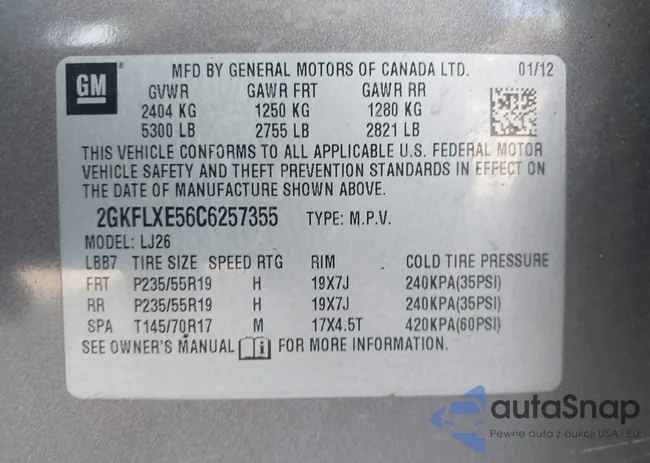 GM
MFD BY GENERAL MOTORS OF CANADA LTD. 01/12
GVWR GAWR FRT GAWR RR
2404 KG 1250 KG 1280 KG
5300 LB 2755 LB 2821 LB
THIS VEHICLE CONFORMS TO ALL APPLICABLE U.S. FEDERAL MOTOR
VEHICLE SAFETY AND THEFT PREVENTION STANDARDS IN EFFECT ON
THE DATE OF MANUFACTURE SHOWN ABOVE.
2GKFLXE56C6257355 TYPE: M.P.V.
MODEL: LJ26
LBB7 TIRE SIZE SPEED RTG RIM COLD TIRE PRESSURE
FRT P235/55R19 H 19X7J 240KPA(35PSI)
RR P235/55R19 H 19X7J 240KPA(35PSI)
SPA T145/70R17 M 17X4.5T 420KPA(60PSI)
SEE OWNER'S MANUAL i FOR MORE INFORMATION.
autaSnap
Pewne auta z aukcji USA i EU